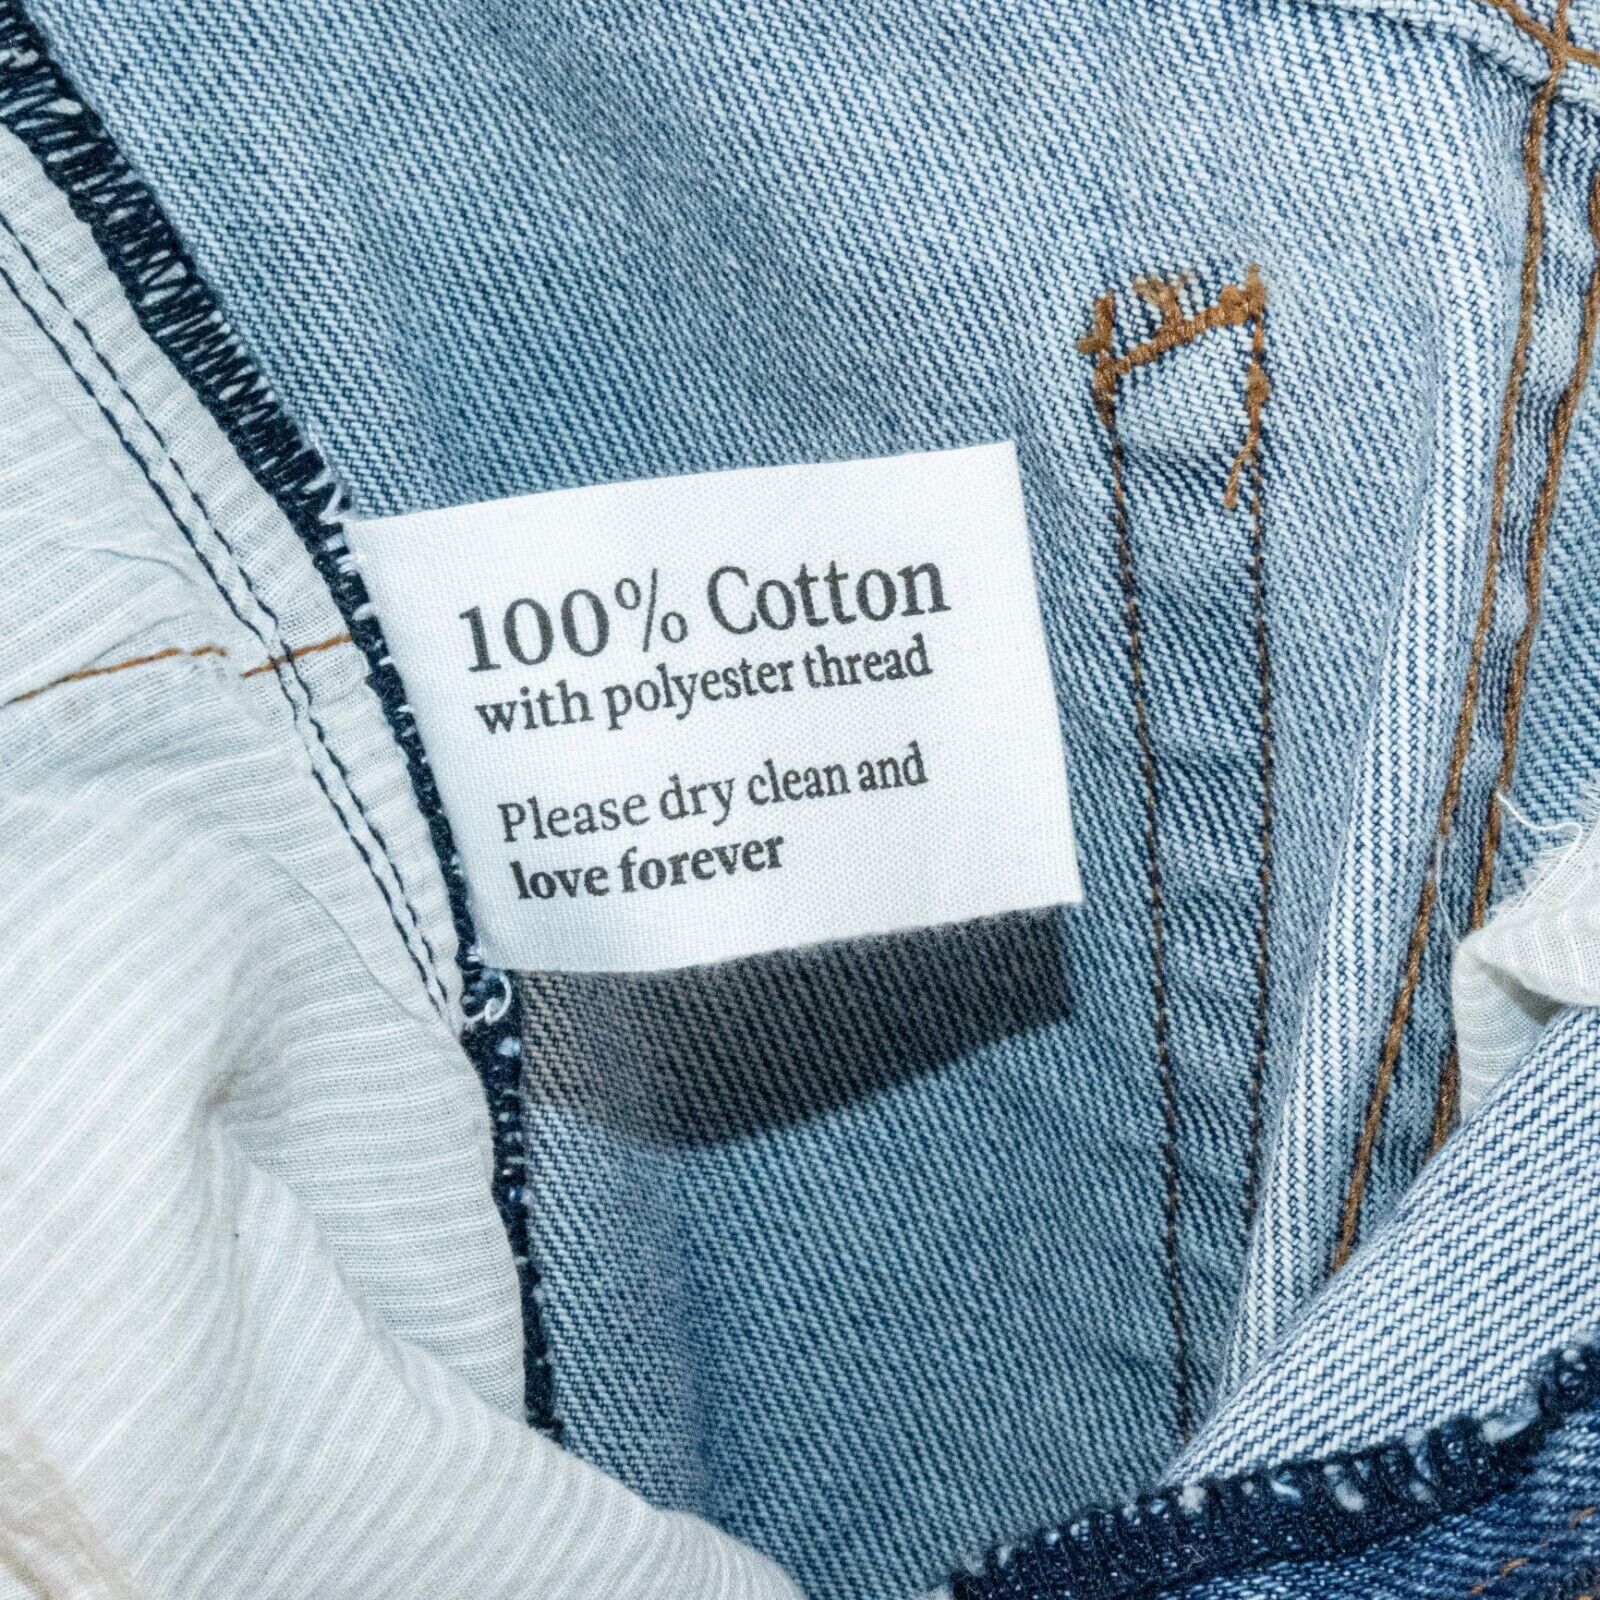 100% Cotton
with polyester thread
Please dry clean and
love forever